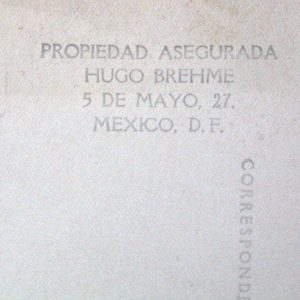 PROPIEDAD ASEGURADA
HUGO BREHME
5 DE MAYO, 27.
MEXICO, D. F.
CORRESPONDE